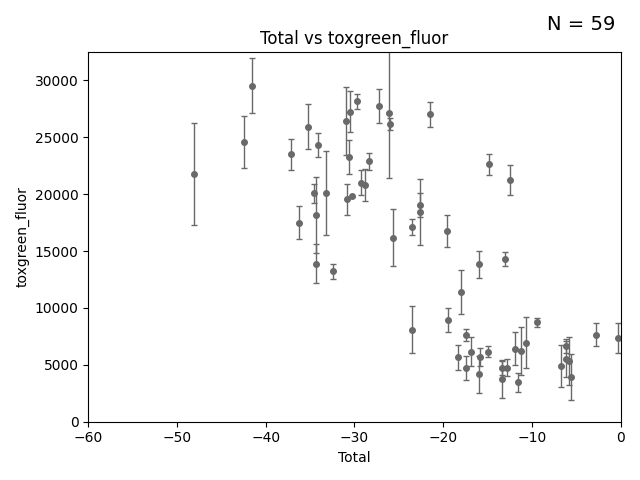 N = 59
Total vs toxgreen_fluor
30000
25000
20000
15000
10000
5000
0
toxgreen_fluor
−60 −50 −40 −30 −20 −10 0
Total